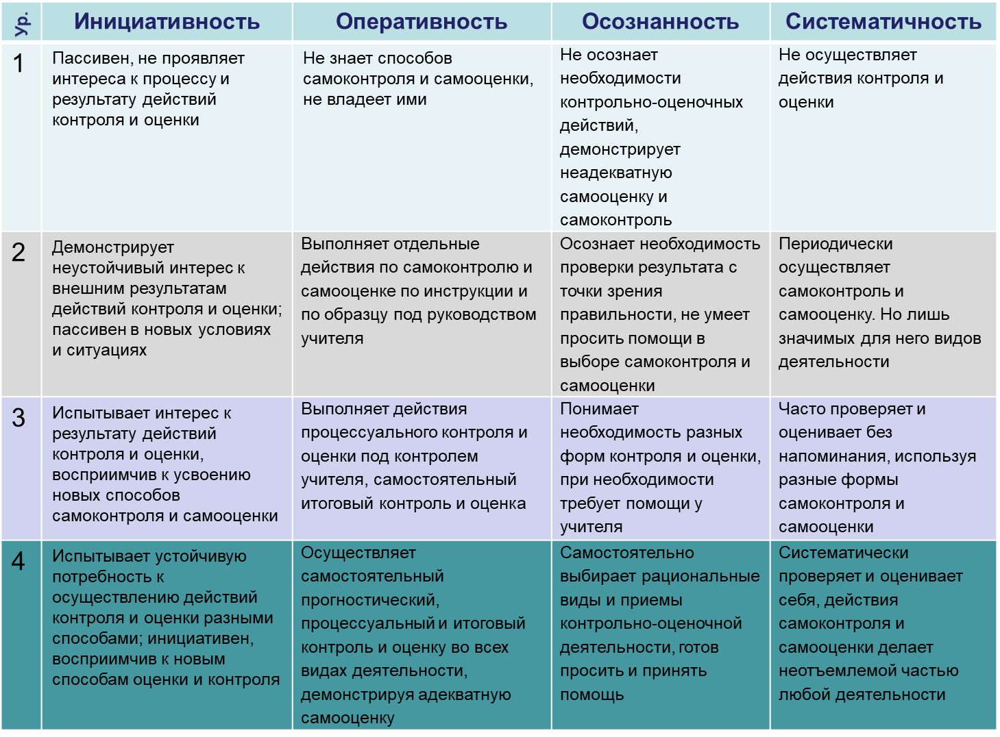 Ур.
Инициативность
Оперативность
Осознанность
Систематичность
1
Пассивен, не проявляет
интереса к процессу и
результату действий
контроля и оценки
Не знает способов
самоконтроля и самооценки,
не владеет ими
Не осознает
необходимости
контрольно-оценочных
действий,
демонстрирует
неадекватную
самооценку и
самоконтроль
Не осуществляет
действия контроля и
оценки
2
Демонстрирует
неустойчивый интерес к
внешним результатам
действий контроля и оценки;
пассивен в новых условиях
и ситуациях
Выполняет отдельные
действия по самоконтролю и
самооценке по инструкции и
по образцу под руководством
учителя
Осознает необходимость
проверки результата с
точки зрения
правильности, не умеет
просить помощи в
выборе самоконтроля и
самооценки
Периодически
осуществляет
самоконтроль и
самооценку. Но лишь
значимых для него видов
деятельности
3
Испытывает интерес к
результату действий
контроля и оценки,
восприимчив к усвоению
новых способов
самоконтроля и самооценки
Выполняет действия
процессуального контроля и
оценки под контролем
учителя, самостоятельный
итоговый контроль и оценка
Понимает
необходимость разных
форм контроля и оценки,
при необходимости
требует помощи у
учителя
Часто проверяет и
оценивает без
напоминания, используя
разные формы
самоконтроля и
самооценки
4
Испытывает устойчивую
потребность к
осуществлению действий
контроля и оценки разными
способами; инициативен,
восприимчив к новым
способам оценки и контроля
Осуществляет
самостоятельный
прогностический,
процессуальный и итоговый
контроль и оценку во всех
видах деятельности,
демонстрируя адекватную
самооценку
Самостоятельно
выбирает рациональные
виды и приемы
контрольно-оценочной
деятельности, готов
просить и принять
помощь
Систематически
проверяет и оценивает
себя, действия
самоконтроля и
самооценки делает
неотъемлемой частью
любой деятельности